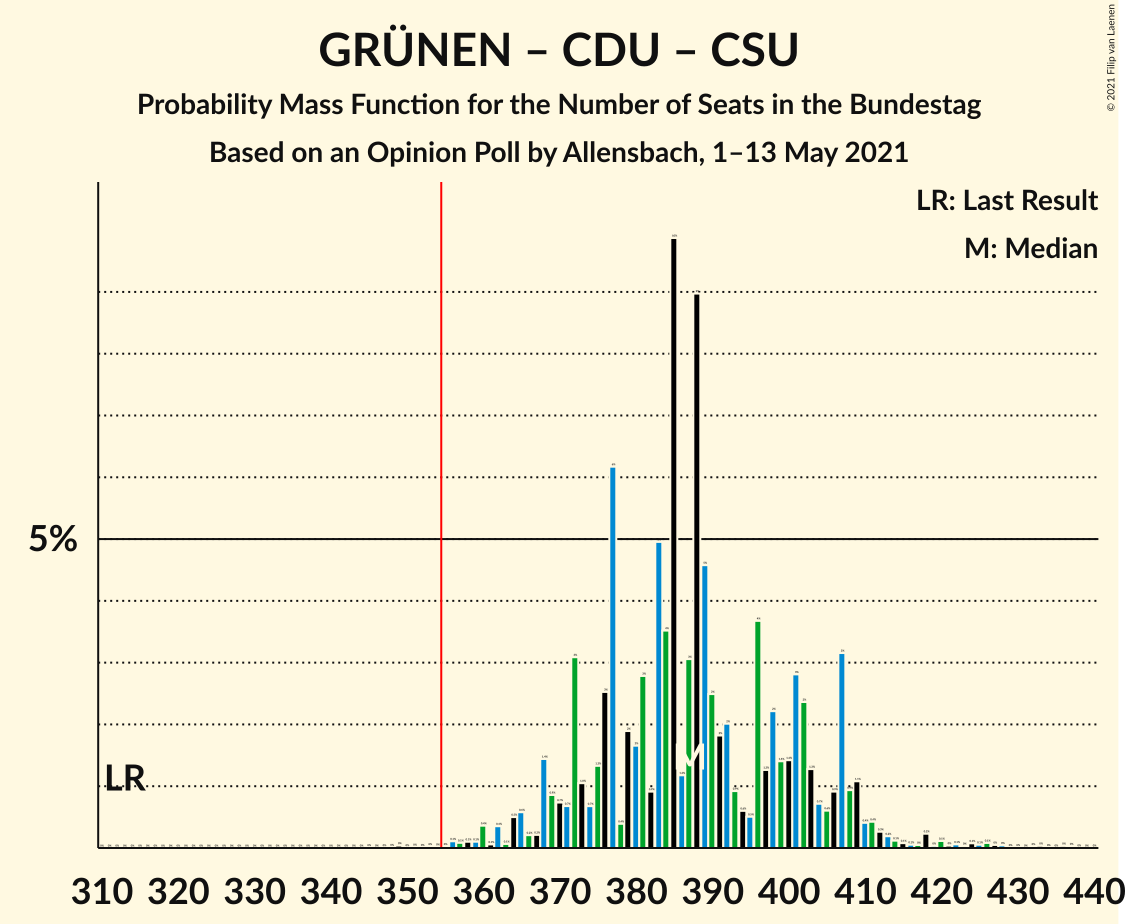 GRÜNEN – CDU – CSU
Probability Mass Function for the Number of Seats in the Bundestag
Based on an Opinion Poll by Allensbach, 1–13 May 2021
© 2021 Filip van Laenen
LR: Last Result
M: Median
5%
LR
M
310 320 330 340 350 360 370 380 390 400 410 420 430 440